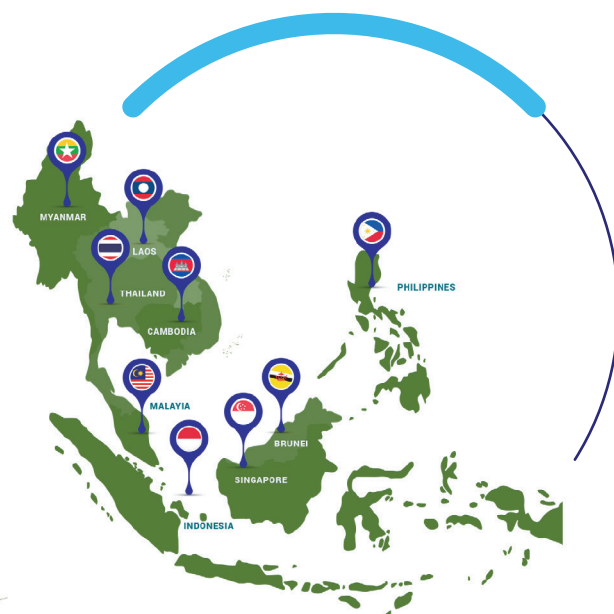 MYANMAR
LAOS
THAILAND
CAMBODIA
PHILIPPINES
MALAYIA
BRUNEI
SINGAPORE
INDONESIA